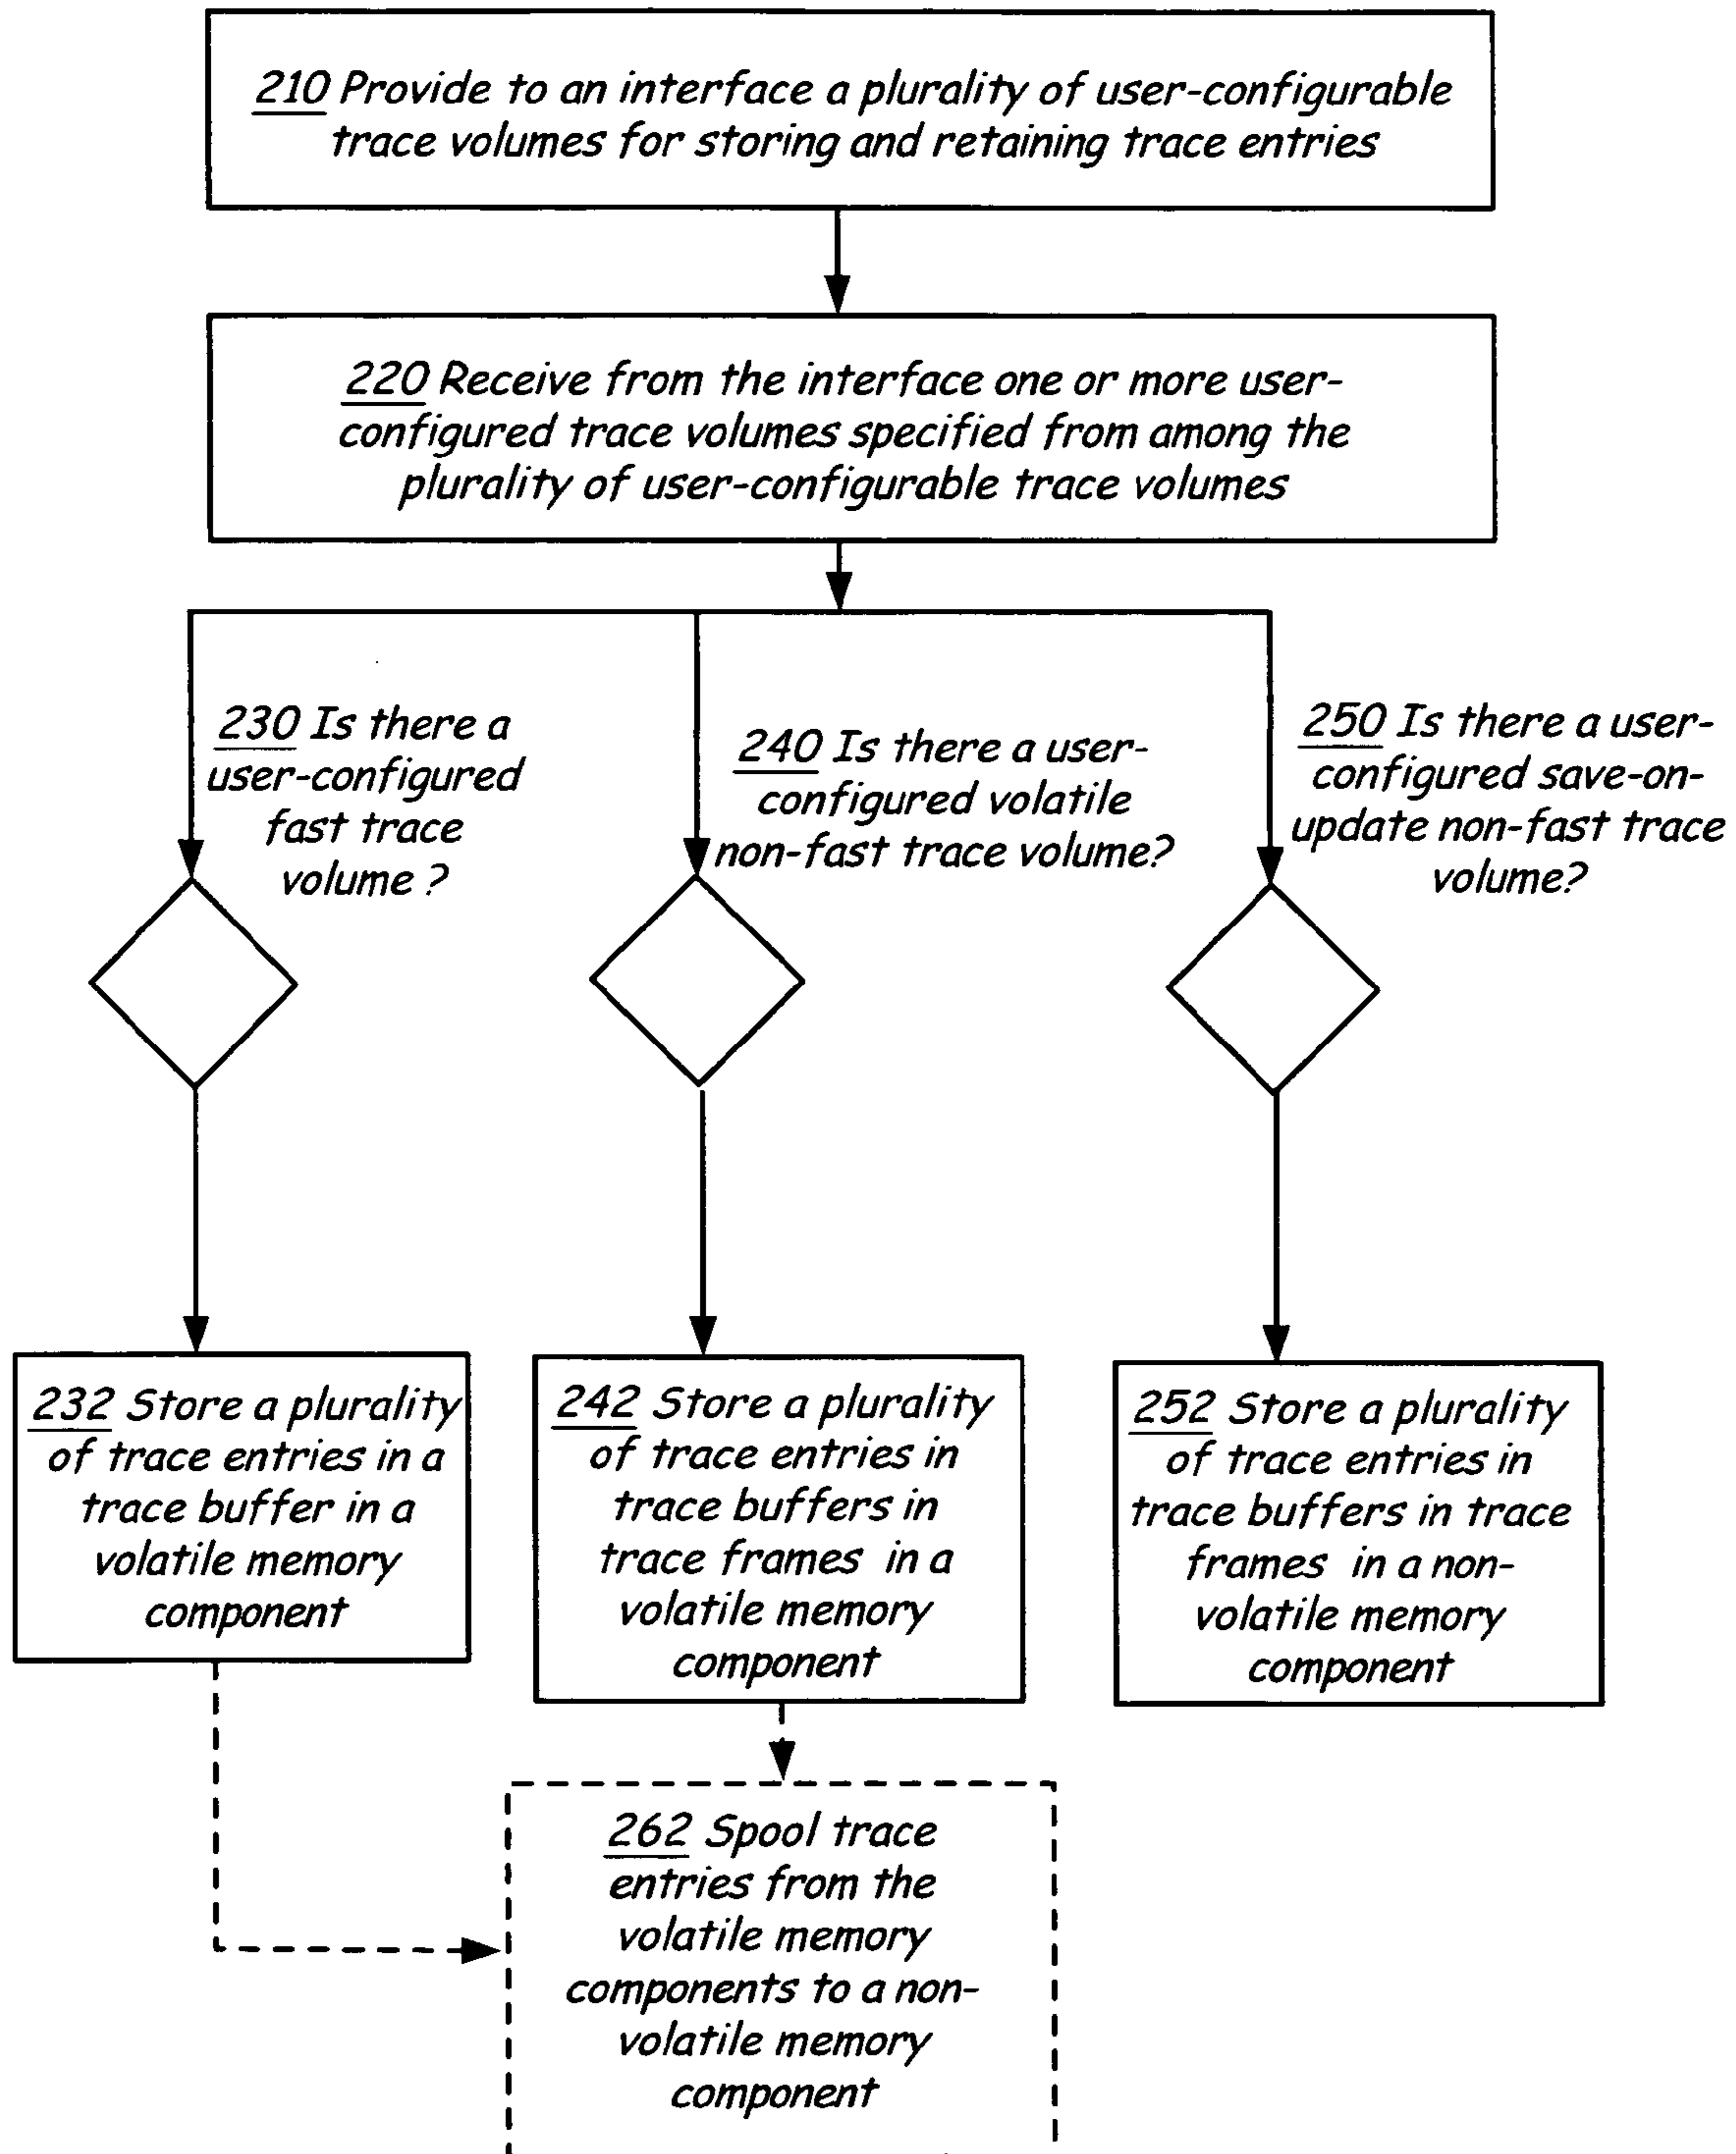 210 Provide to an interface a plurality of user-configurable
trace volumes for storing and retaining trace entries
220 Receive from the interface one or more user-
configured trace volumes specified from among the
plurality of user-configurable trace volumes
230 Is there a
user-configured
fast trace
volume ?
240 Is there a user-
configured volatile
non-fast trace volume?
250 Is there a user-
configured save-on-
update non-fast trace
volume?
232 Store a plurality
of trace entries in a
trace buffer in a
volatile memory
component
242 Store a plurality
of trace entries in
trace buffers in
trace frames in a
volatile memory
component
252 Store a plurality
of trace entries in
trace buffers in trace
frames in a non-
volatile memory
component
262 Spool trace
entries from the
volatile memory
components to a non-
volatile memory
component